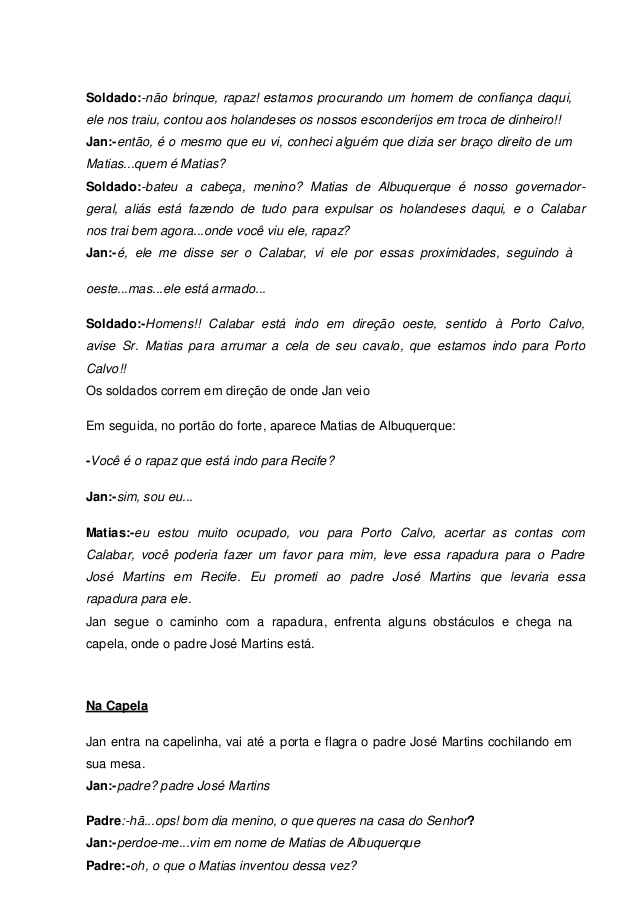 Soldado:-não brinque, rapaz! estamos procurando um homem de confiança daqui,
ele nos traiu, contou aos holandeses os nossos esconderijos em troca de dinheiro!!
Jan:-então, é o mesmo que eu vi, conheci alguém que dizia ser braço direito de um
Matias...quem é Matias?
Soldado:-bateu a cabeça, menino? Matias de Albuquerque é nosso governador-
geral, aliás está fazendo de tudo para expulsar os holandeses daqui, e o Calabar
nos trai bem agora...onde você viu ele, rapaz?
Jan:-é, ele me disse ser o Calabar, vi ele por essas proximidades, seguindo à
oeste...mas...ele está armado...
Soldado:-Homens!! Calabar está indo em direção oeste, sentido à Porto Calvo,
avise Sr. Matias para arrumar a cela de seu cavalo, que estamos indo para Porto
Calvo!!
Os soldados correm em direção de onde Jan veio
Em seguida, no portão do forte, aparece Matias de Albuquerque:
-Você é o rapaz que está indo para Recife?
Jan:-sim, sou eu...
Matias:-eu estou muito ocupado, vou para Porto Calvo, acertar as contas com
Calabar, você poderia fazer um favor para mim, leve essa rapadura para o Padre
José Martins em Recife. Eu prometi ao padre José Martins que levaria essa
rapadura para ele.
Jan segue o caminho com a rapadura, enfrenta alguns obstáculos e chega na
capela, onde o padre José Martins está.
Na Capela
Jan entra na capelinha, vai até a porta e flagra o padre José Martins cochilando em
sua mesa.
Jan:-padre? padre José Martins
Padre:-hã...ops! bom dia menino, o que queres na casa do Senhor?
Jan:-perdoe-me...vim em nome de Matias de Albuquerque
Padre:-oh, o que o Matias inventou dessa vez?